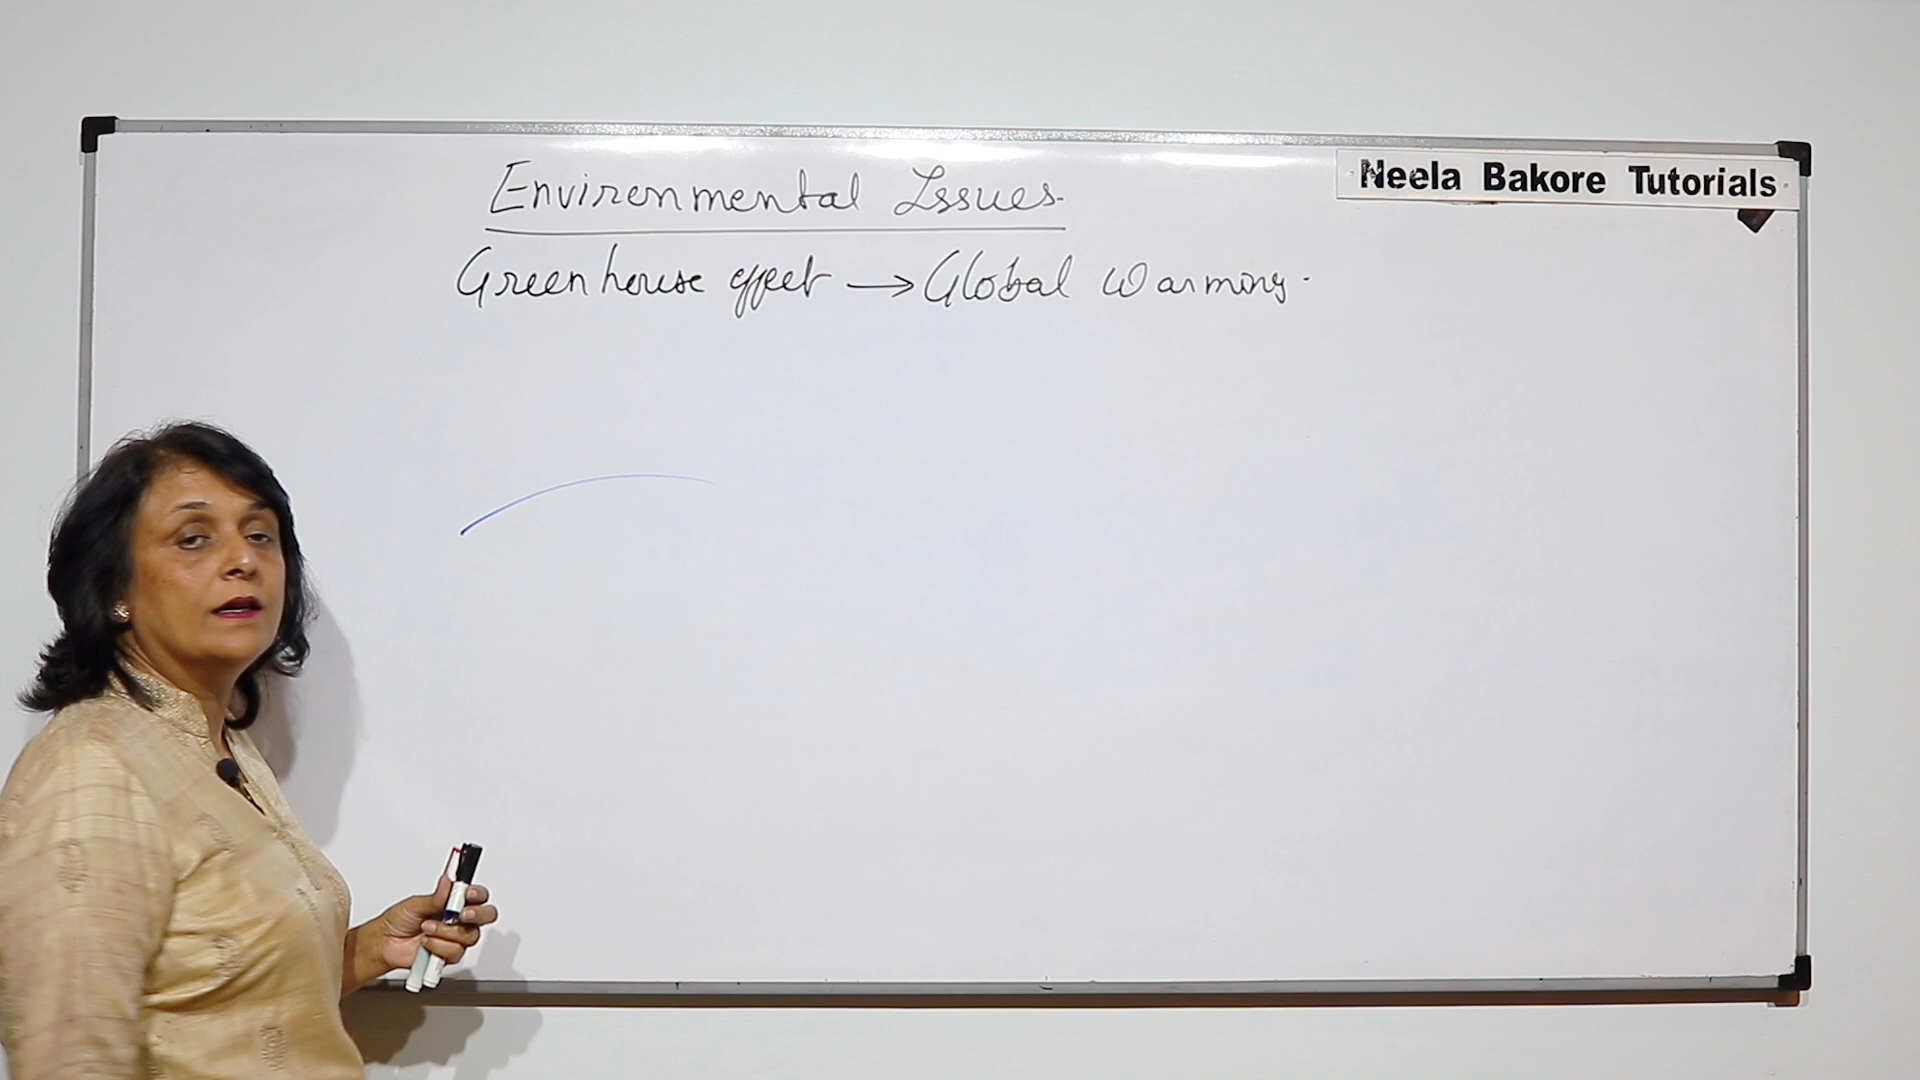 Neela Bakore Tutorials
Environmental Issues.
Greenhouse effect → Global Warming.